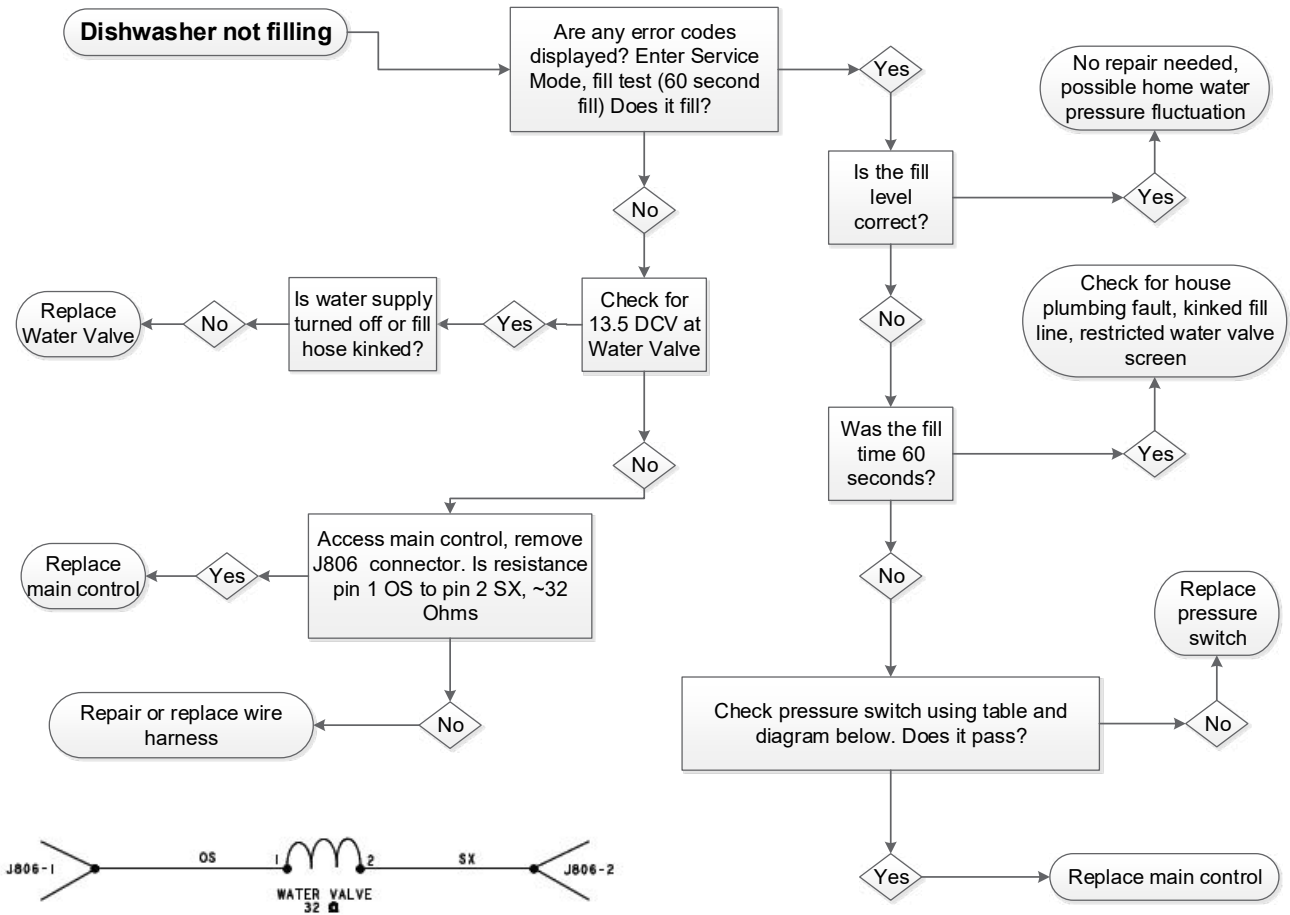 Dishwasher not filling
Are any error codes
displayed? Enter Service
Mode, fill test (60 second
fill) Does it fill?
Yes
No repair needed,
possible home water
pressure fluctuation
Is the fill
level
correct?
Yes
No
No
Replace
Water Valve
No
Is water supply
turned off or fill
hose kinked?
Yes
Check for
13.5 DCV at
Water Valve
Check for house
plumbing fault, kinked fill
line, restricted water valve
screen
Was the fill
time 60
seconds?
Yes
No
No
Replace
main control
Yes
Access main control, remove
J806 connector. Is resistance
pin 1 OS to pin 2 SX, ~32
Ohms
Replace
pressure
switch
Repair or replace wire
harness
No
Check pressure switch using table and
diagram below. Does it pass?
No
J806-1
OS
1
2
SX
J806-2
WATER VALVE
32 Ω
Yes
Replace main control